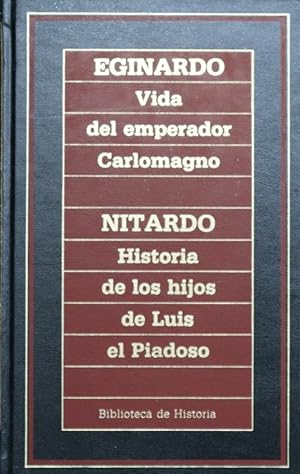 EGINARDO
Vida
del emperador
Carlomagno
NITARDO
Historia
de los hijos
de Luis
el Piadoso
Biblioteca de Historia